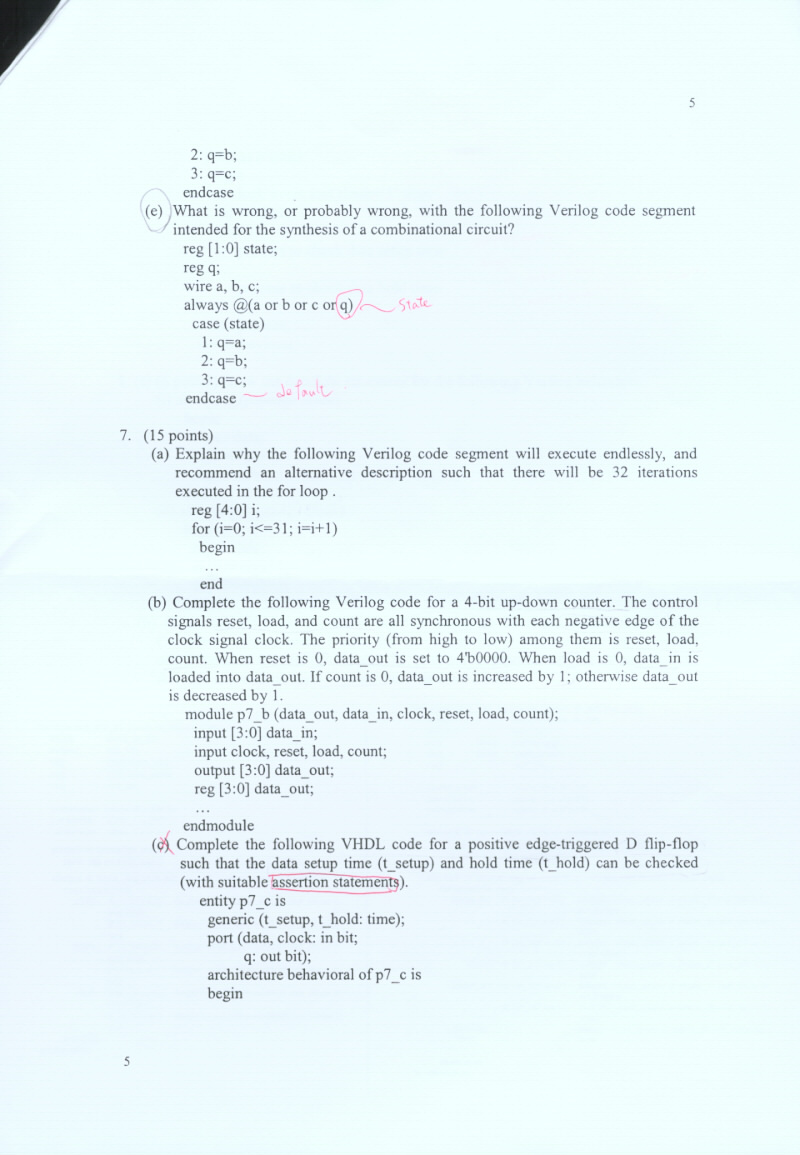 5
2: q=b;
3: q=c;
endcase
(e) What is wrong, or probably wrong, with the following Verilog code segment
intended for the synthesis of a combinational circuit?
reg [1:0] state;
reg q;
wire a, b, c;
always @(a or b or c or q) state
case (state)
1: q=a;
2: q=b;
3: q=c;
endcase default
7. (15 points)
(a) Explain why the following Verilog code segment will execute endlessly, and
recommend an alternative description such that there will be 32 iterations
executed in the for loop .
reg [4:0] i;
for (i=0; i<=31; i=i+1)
begin
...
end
(b) Complete the following Verilog code for a 4-bit up-down counter. The control
signals reset, load, and count are all synchronous with each negative edge of the
clock signal clock. The priority (from high to low) among them is reset, load,
count. When reset is 0, data_out is set to 4'b0000. When load is 0, data_in is
loaded into data_out. If count is 0, data_out is increased by 1; otherwise data_out
is decreased by 1.
module p7_b (data_out, data_in, clock, reset, load, count);
input [3:0] data_in;
input clock, reset, load, count;
output [3:0] data_out;
reg [3:0] data_out;
...
endmodule
(c) Complete the following VHDL code for a positive edge-triggered D flip-flop
such that the data setup time (t_setup) and hold time (t_hold) can be checked
(with suitable assertion statements).
entity p7_c is
generic (t_setup, t_hold: time);
port (data, clock: in bit;
q: out bit);
architecture behavioral of p7_c is
begin
5